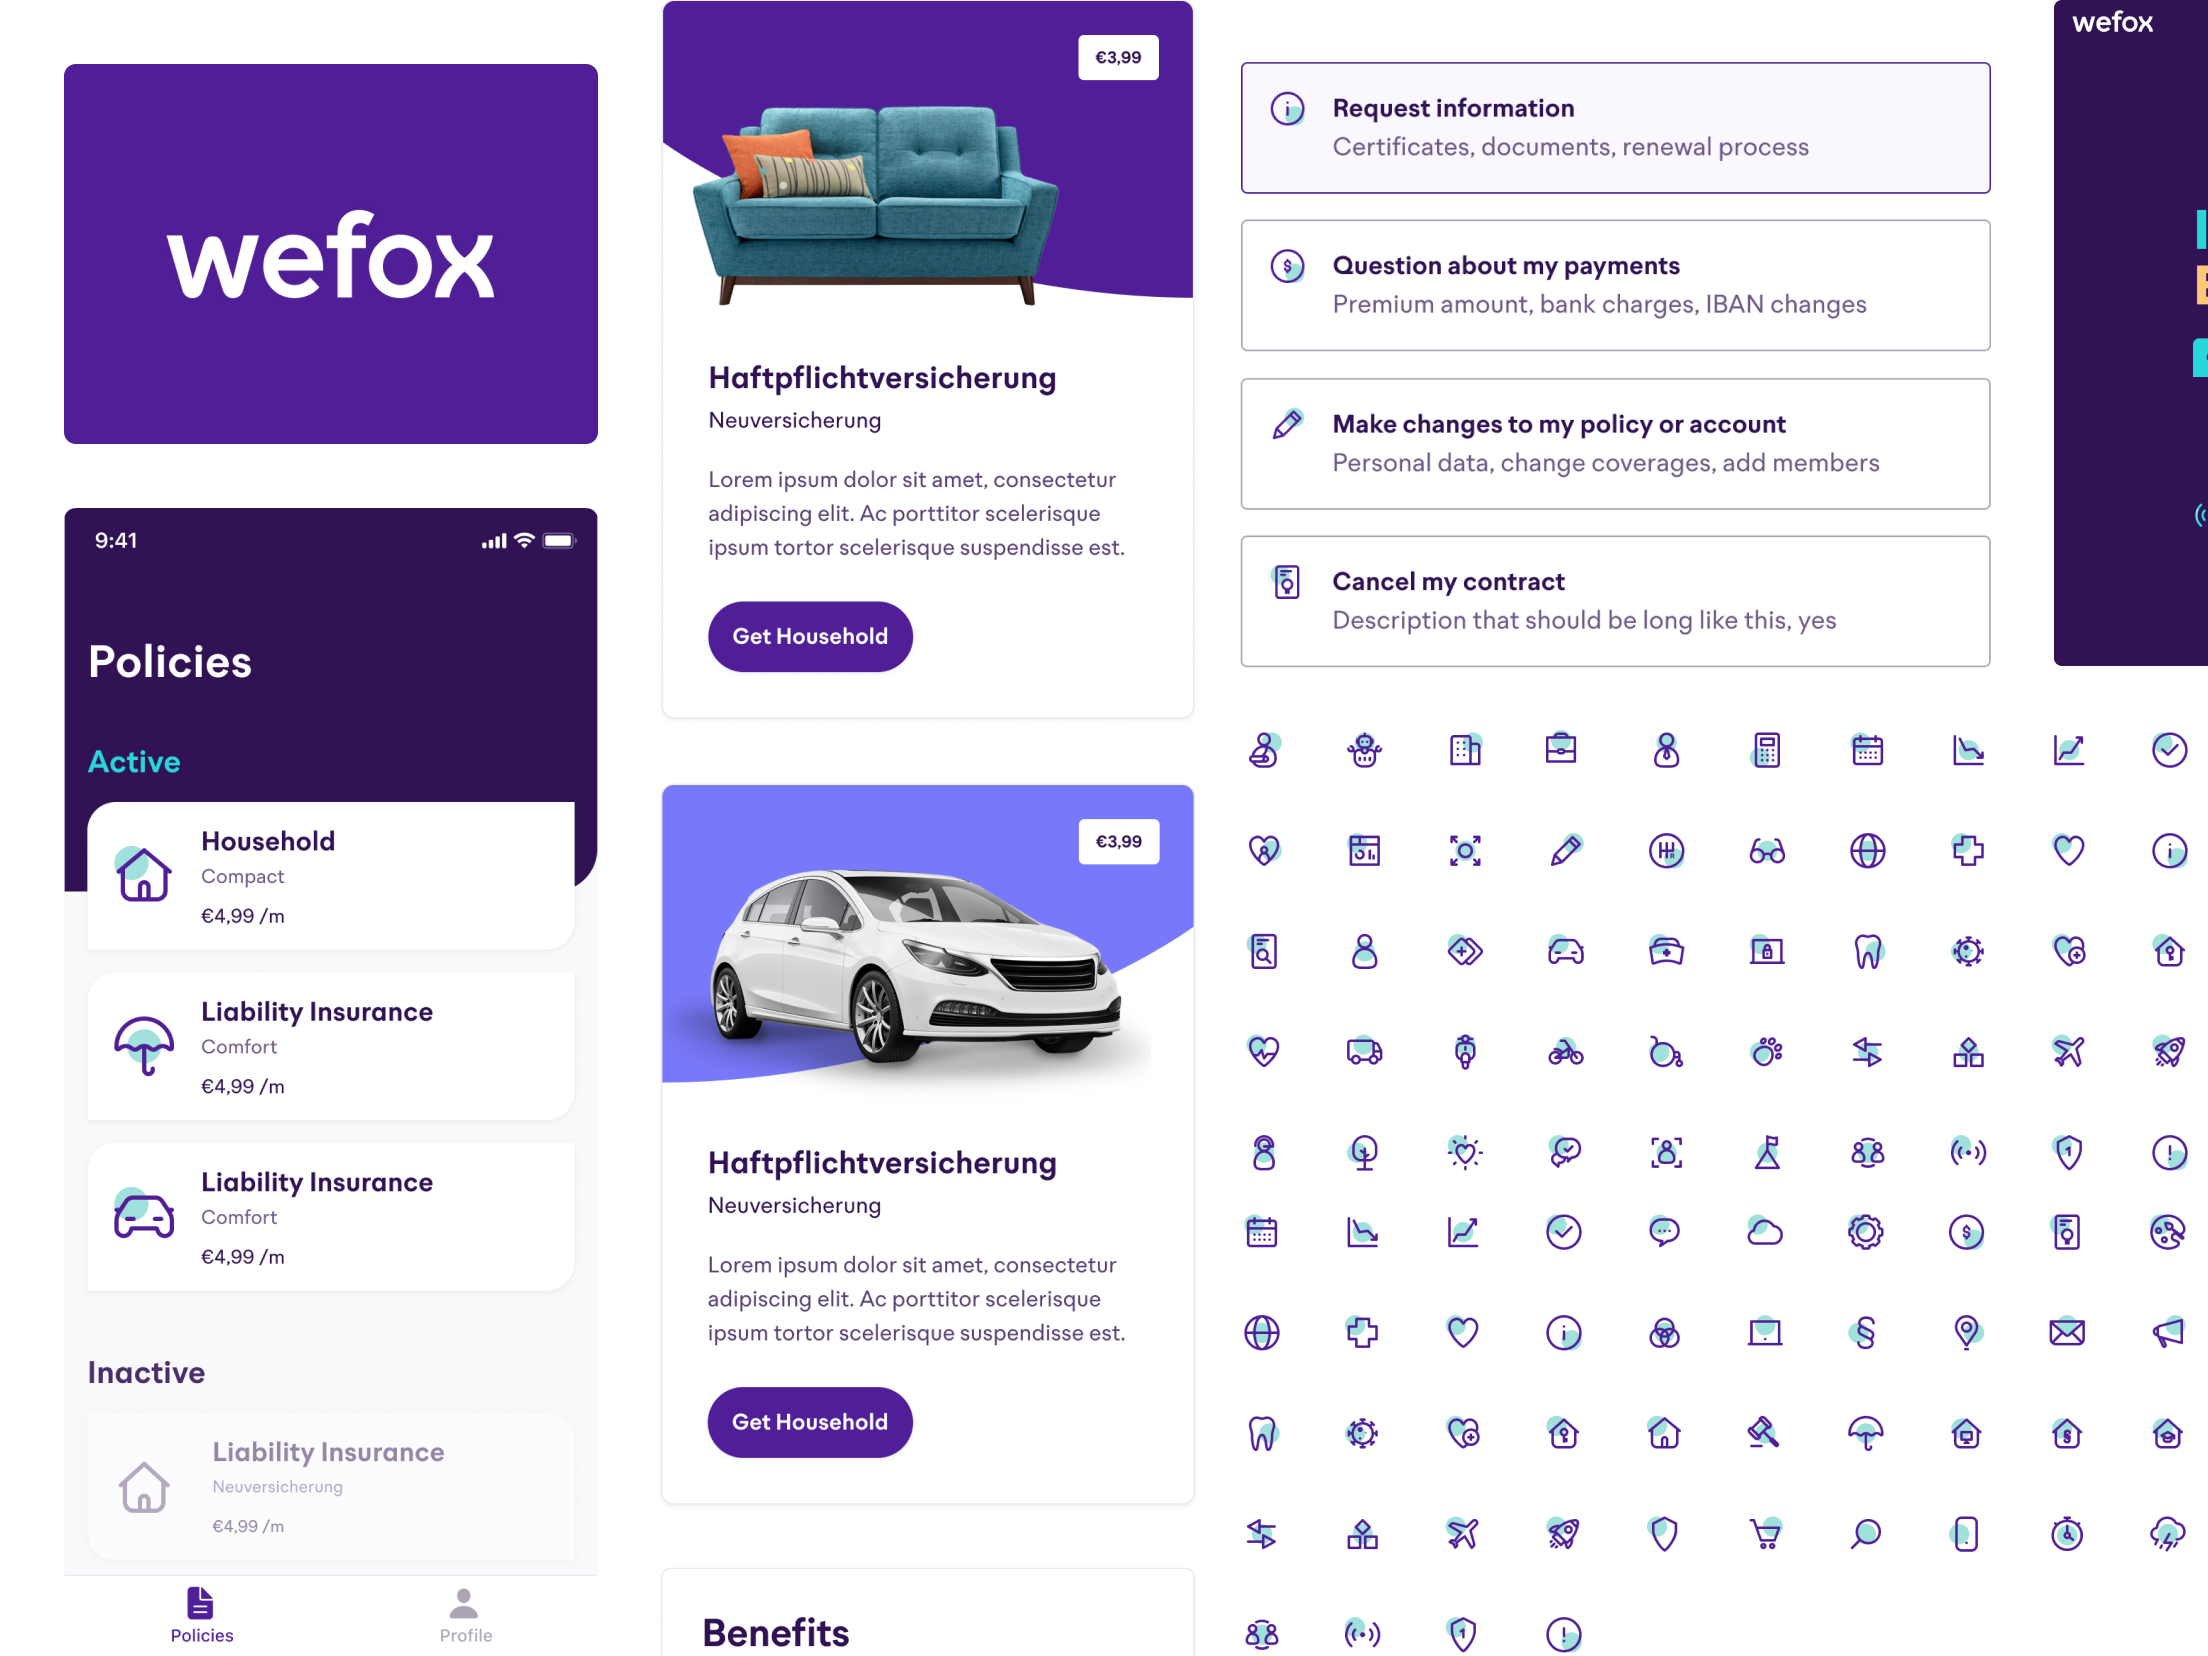 wefox
9:41
Policies
Active
Household
Compact
€4,99 /m
Liability Insurance
Comfort
€4,99 /m
Liability Insurance
Comfort
€4,99 /m
Inactive
Liability Insurance
Neuversicherung
€4,99 /m
Policies
Profile
€3,99
Haftpflichtversicherung
Neuversicherung
Lorem ipsum dolor sit amet, consectetur
adipiscing elit. Ac porttitor scelerisque
ipsum tortor scelerisque suspendisse est.
Get Household
€3,99
Haftpflichtversicherung
Neuversicherung
Lorem ipsum dolor sit amet, consectetur
adipiscing elit. Ac porttitor scelerisque
ipsum tortor scelerisque suspendisse est.
Get Household
Benefits
Request information
Certificates, documents, renewal process
Question about my payments
Premium amount, bank charges, IBAN changes
Make changes to my policy or account
Personal data, change coverages, add members
Cancel my contract
Description that should be long like this, yes
wefox